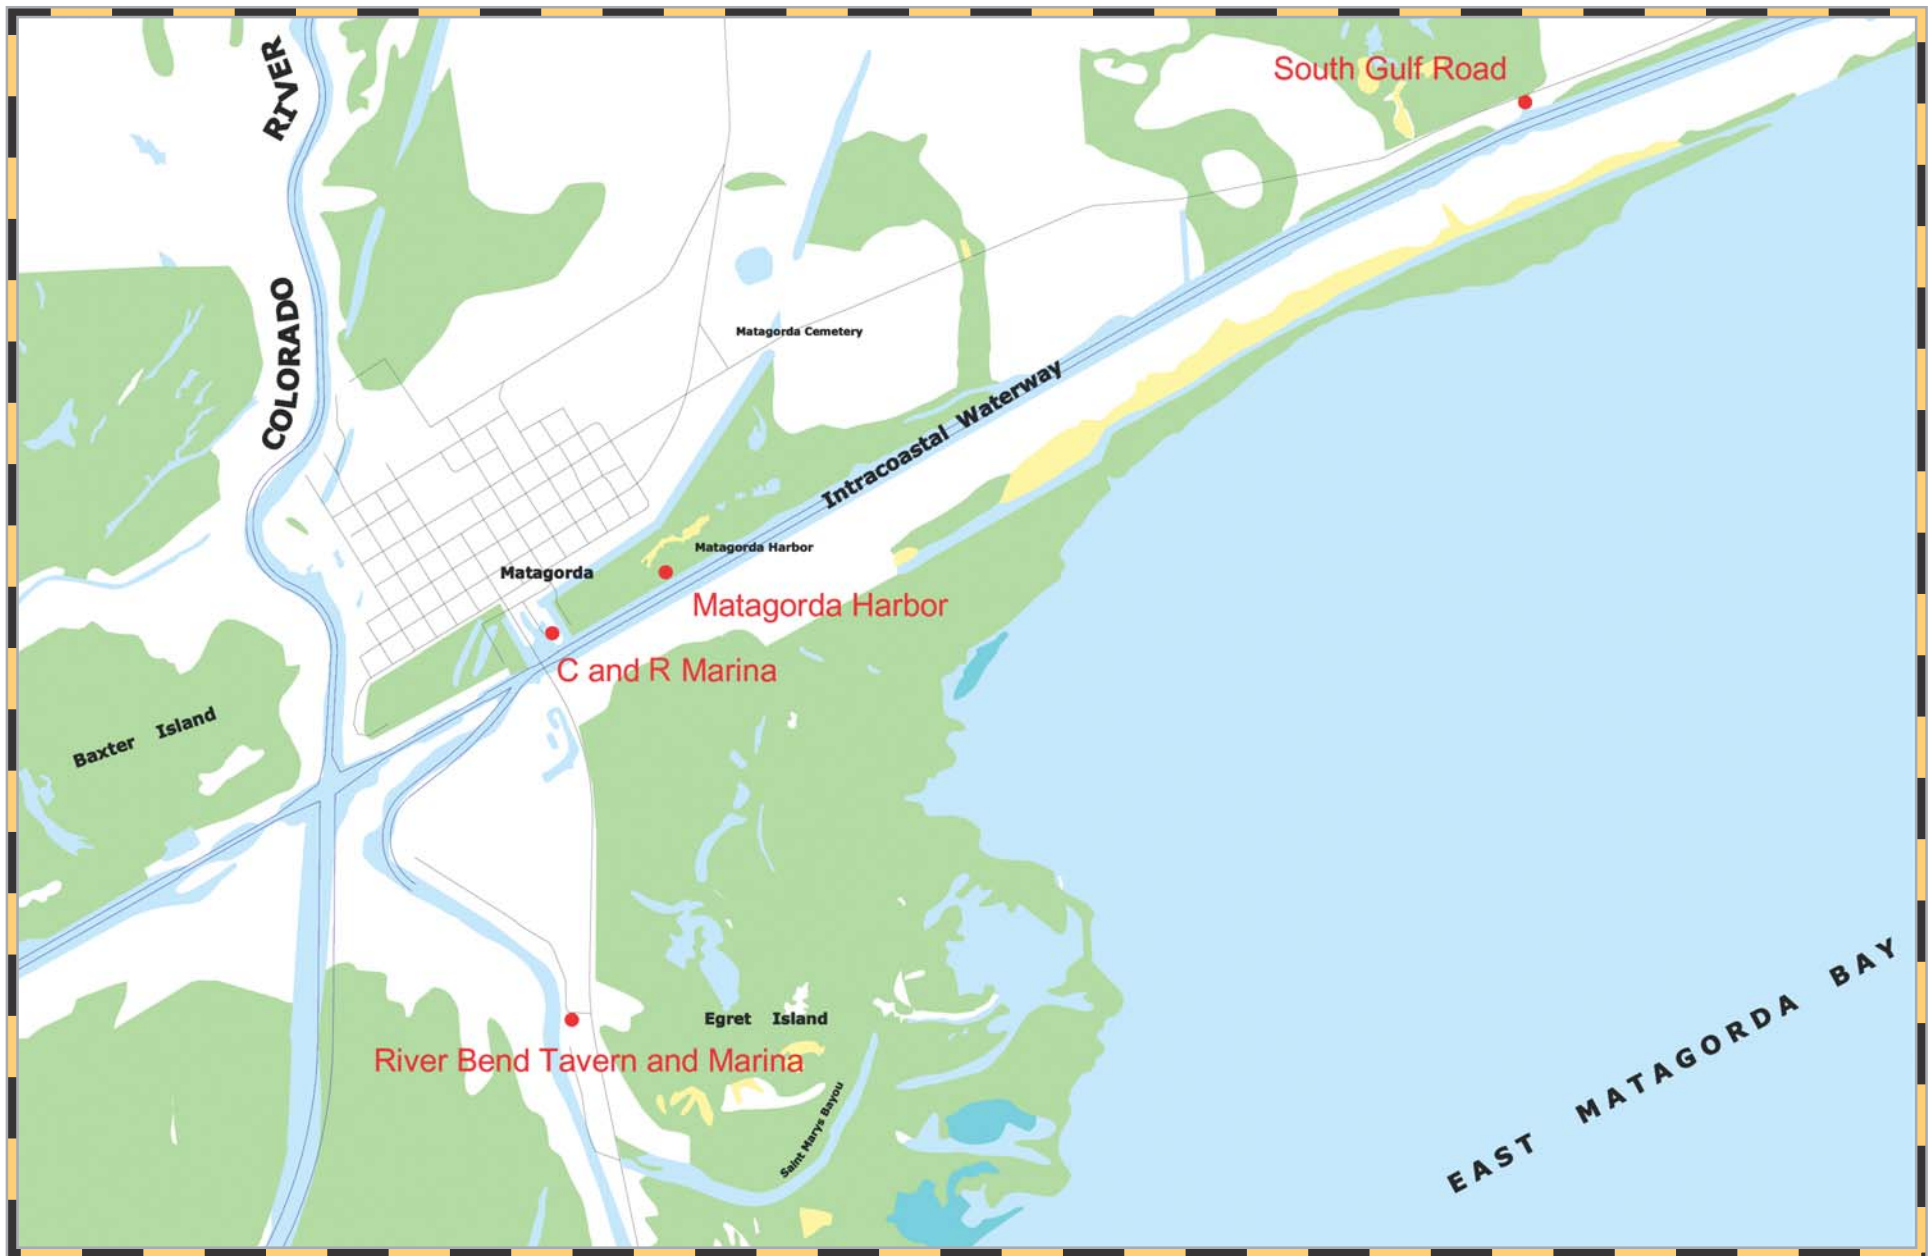 RIVER
South Gulf Road
COLORADO
Matagorda Cemetery
Intracoastal Waterway
Matagorda Harbor
Matagorda
Matagorda Harbor
C and R Marina
Baxter Island
EAST MATAGORDA BAY
Egret Island
River Bend Tavern and Marina
Saint Marys Bayou